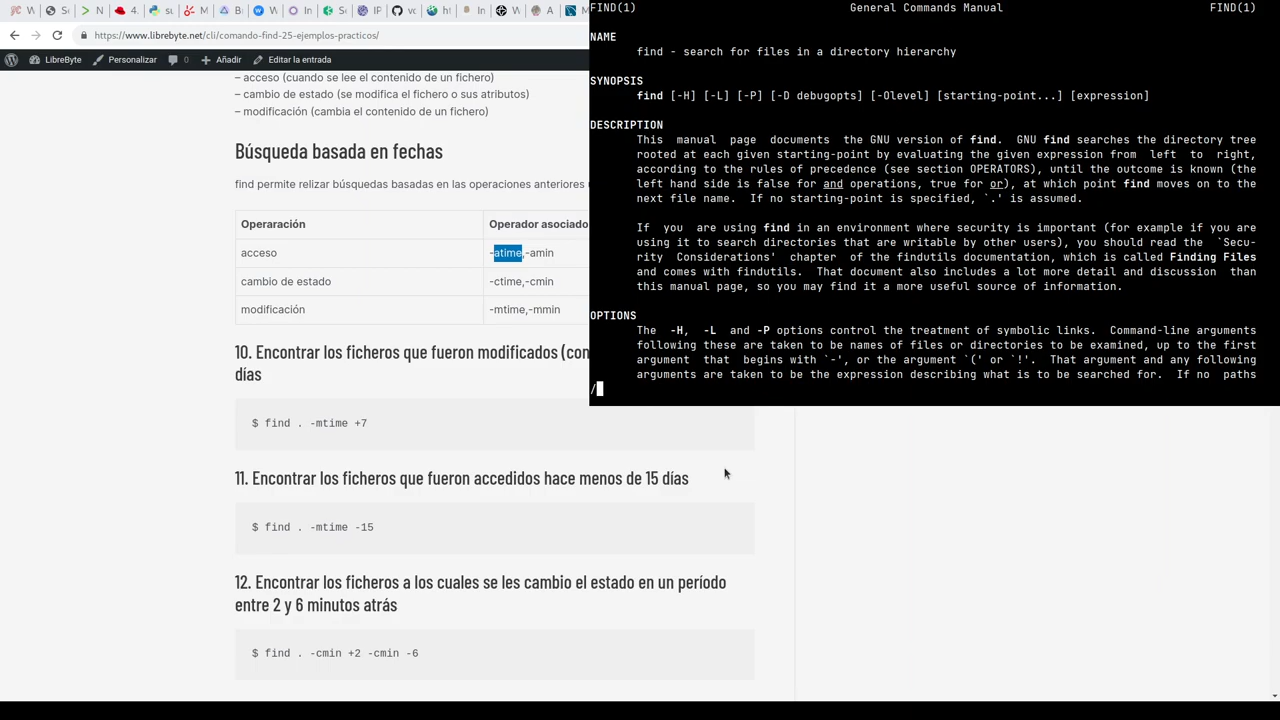 https://www.librebyte.net/cli/comando-find-25-ejemplos-practicos/
LibreByte Personalizar 0 Añadir Editar la entrada
– acceso (cuando se lee el contenido de un fichero)
– cambio de estado (se modifica el fichero o sus atributos)
– modificación (cambia el contenido de un fichero)
Búsqueda basada en fechas
find permite relizar búsquedas basadas en las operaciones anteriores
Operaración Operador asociado
acceso -atime,-amin
cambio de estado -ctime,-cmin
modificación -mtime,-mmin
10. Encontrar los ficheros que fueron modificados (con
días
$ find . -mtime +7
11. Encontrar los ficheros que fueron accedidos hace menos de 15 días
$ find . -mtime -15
12. Encontrar los ficheros a los cuales se les cambio el estado en un período
entre 2 y 6 minutos atrás
$ find . -cmin +2 -cmin -6
FIND(1) General Commands Manual FIND(1)
NAME
find - search for files in a directory hierarchy
SYNOPSIS
find [-H] [-L] [-P] [-D debugopts] [-Olevel] [starting-point...] [expression]
DESCRIPTION
This manual page documents the GNU version of find. GNU find searches the directory tree
rooted at each given starting-point by evaluating the given expression from left to right,
according to the rules of precedence (see section OPERATORS), until the outcome is known (the
left hand side is false for and operations, true for or), at which point find moves on to the
next file name. If no starting-point is specified, `.' is assumed.
If you are using find in an environment where security is important (for example if you are
using it to search directories that are writable by other users), you should read the `Secu-
rity Considerations' chapter of the findutils documentation, which is called Finding Files
and comes with findutils. That document also includes a lot more detail and discussion than
this manual page, so you may find it a more useful source of information.
OPTIONS
The -H, -L and -P options control the treatment of symbolic links. Command-line arguments
following these are taken to be names of files or directories to be examined, up to the first
argument that begins with `-', or the argument `(' or `!'. That argument and any following
arguments are taken to be the expression describing what is to be searched for. If no paths
/